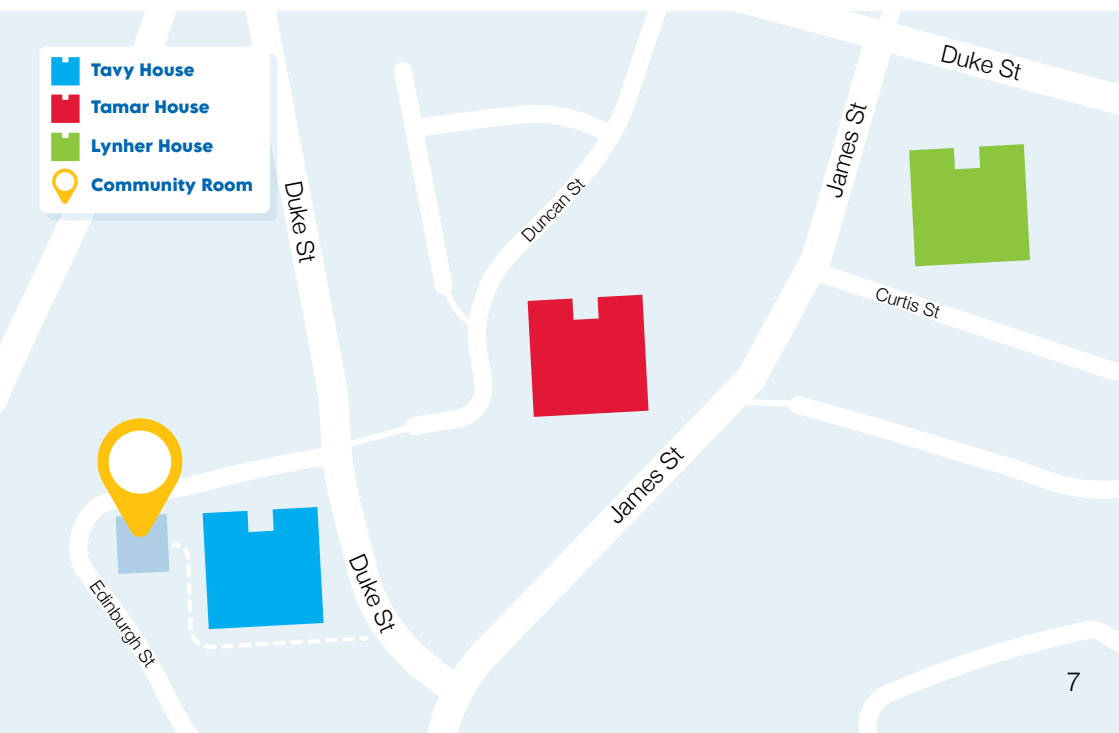 Tavy House
Tamar House
Lynher House
Community Room
Duke St
Duke St
James St
Duncan St
Curtis St
James St
Duke St
Edinburgh St
7